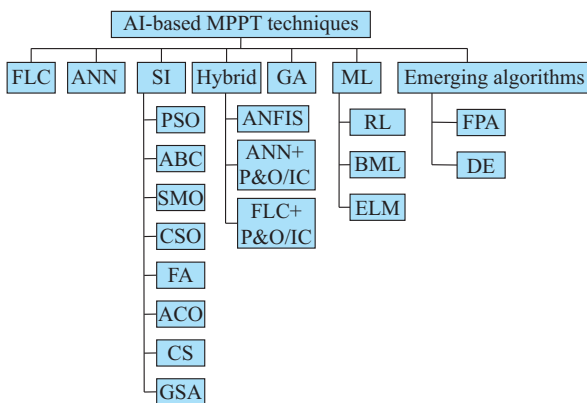 AI-based MPPT techniques
FLC
ANN
SI
Hybrid
GA
ML
Emerging algorithms
PSO
ABC
SMO
CSO
FA
ACO
CS
GSA
ANFIS
ANN+
P&O/IC
FLC+
P&O/IC
RL
BML
ELM
FPA
DE